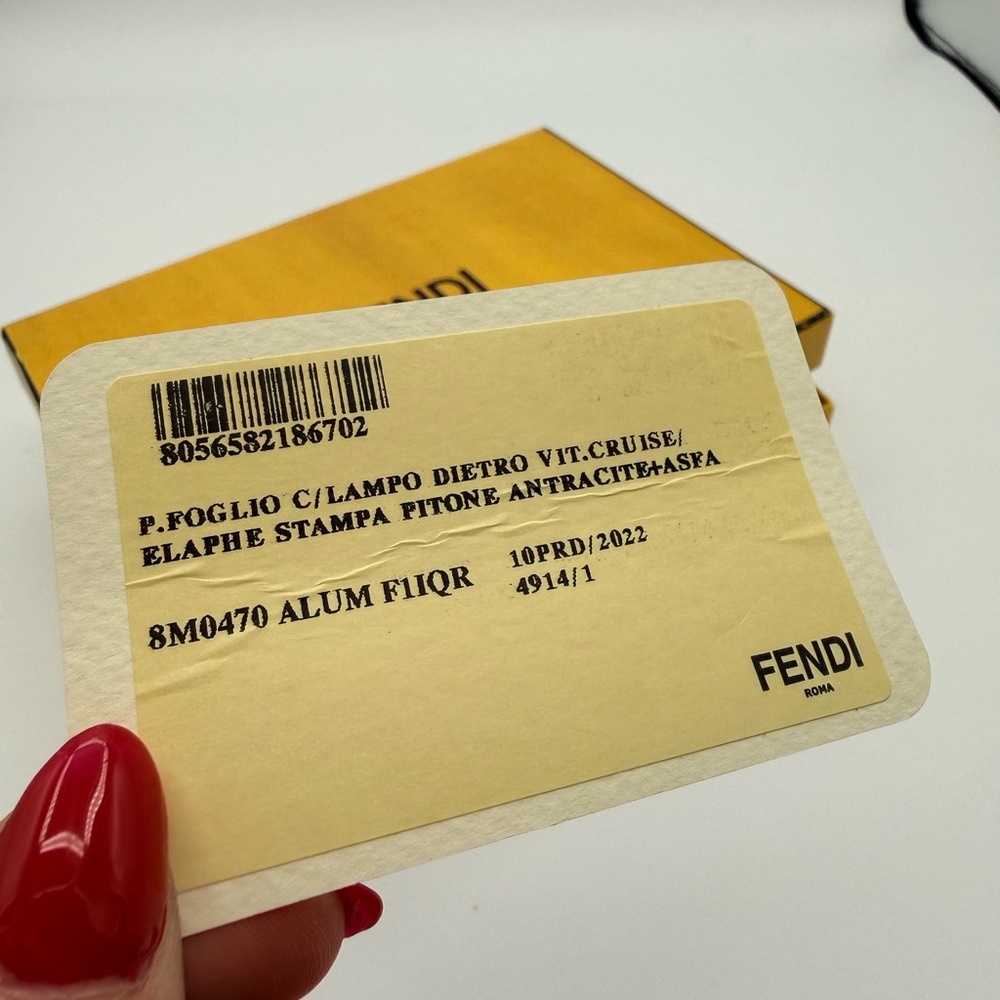 FENDI
8056582186702
P.FOGLIO C/LAMPO DIETRO VIT.CRUISE/
ELAPHE STAMPA PITONE ANTRACITE+ASFA
8M0470 ALUM F1IQR
10PRD/2022
4914/1
FENDI
ROMA